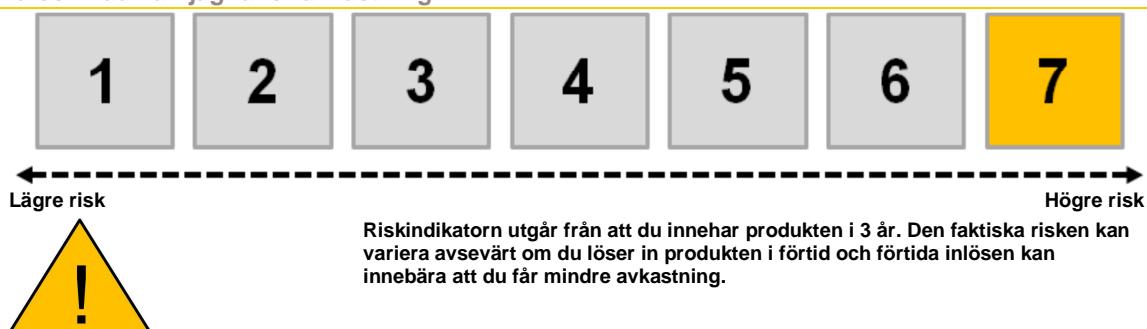 1 2 3 4 5 6 7
Lägre risk Högre risk
Riskindikatorn utgår från att du innehar produkten i 3 år. Den faktiska risken kan
variera avsevärt om du löser in produkten i förtid och förtida inlösen kan
innebära att du får mindre avkastning.
!